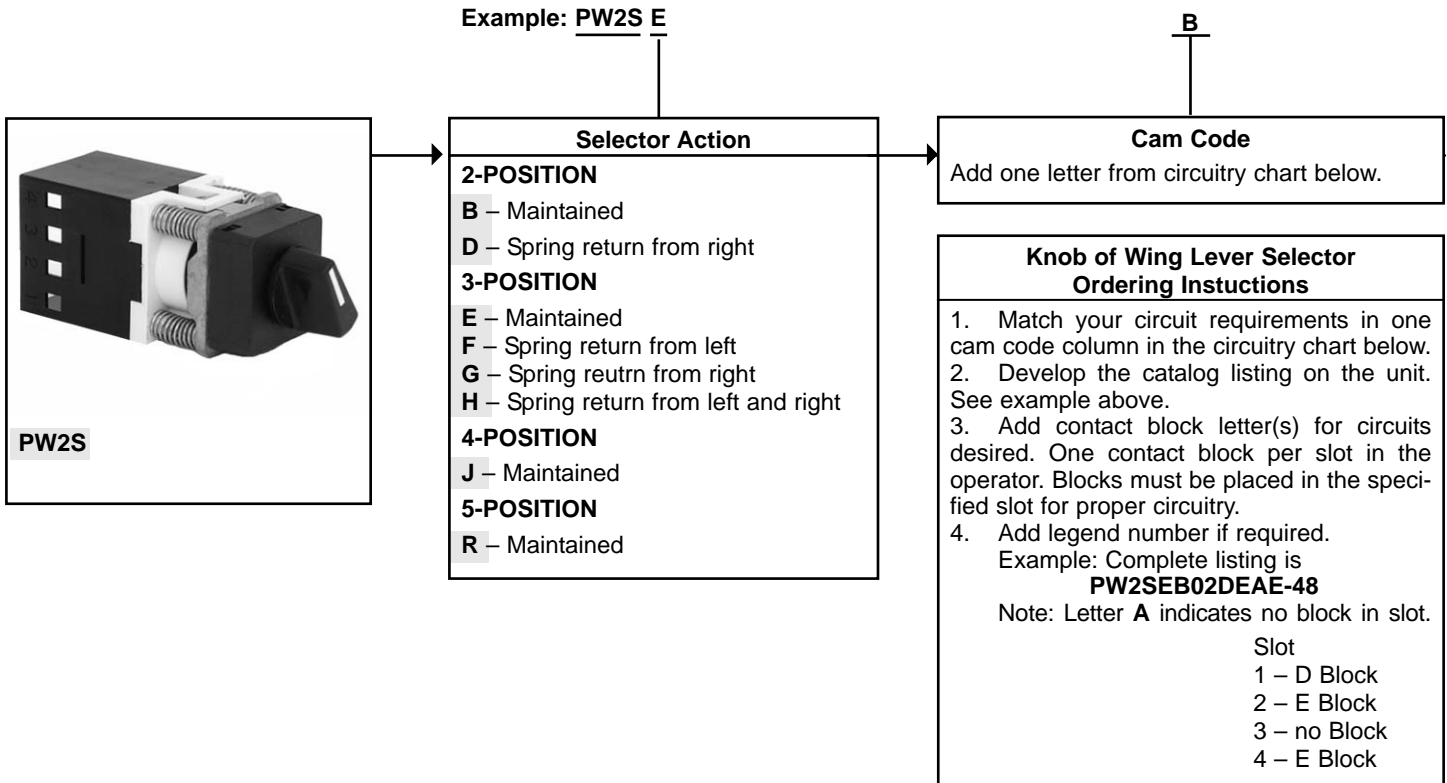 Example: PW2S E
B
PW2S
Selector Action
2-POSITION
B – Maintained
D – Spring return from right
3-POSITION
E – Maintained
F – Spring return from left
G – Spring reutrn from right
H – Spring return from left and right
4-POSITION
J – Maintained
5-POSITION
R – Maintained
Cam Code
Add one letter from circuitry chart below.
Knob of Wing Lever Selector
Ordering Instuctions
1. Match your circuit requirements in one
cam code column in the circuitry chart below.
2. Develop the catalog listing on the unit.
See example above.
3. Add contact block letter(s) for circuits
desired. One contact block per slot in the
operator. Blocks must be placed in the speci-
fied slot for proper circuitry.
4. Add legend number if required.
Example: Complete listing is
PW2SEB02DEAE-48
Note: Letter A indicates no block in slot.
Slot
1 – D Block
2 – E Block
3 – no Block
4 – E Block